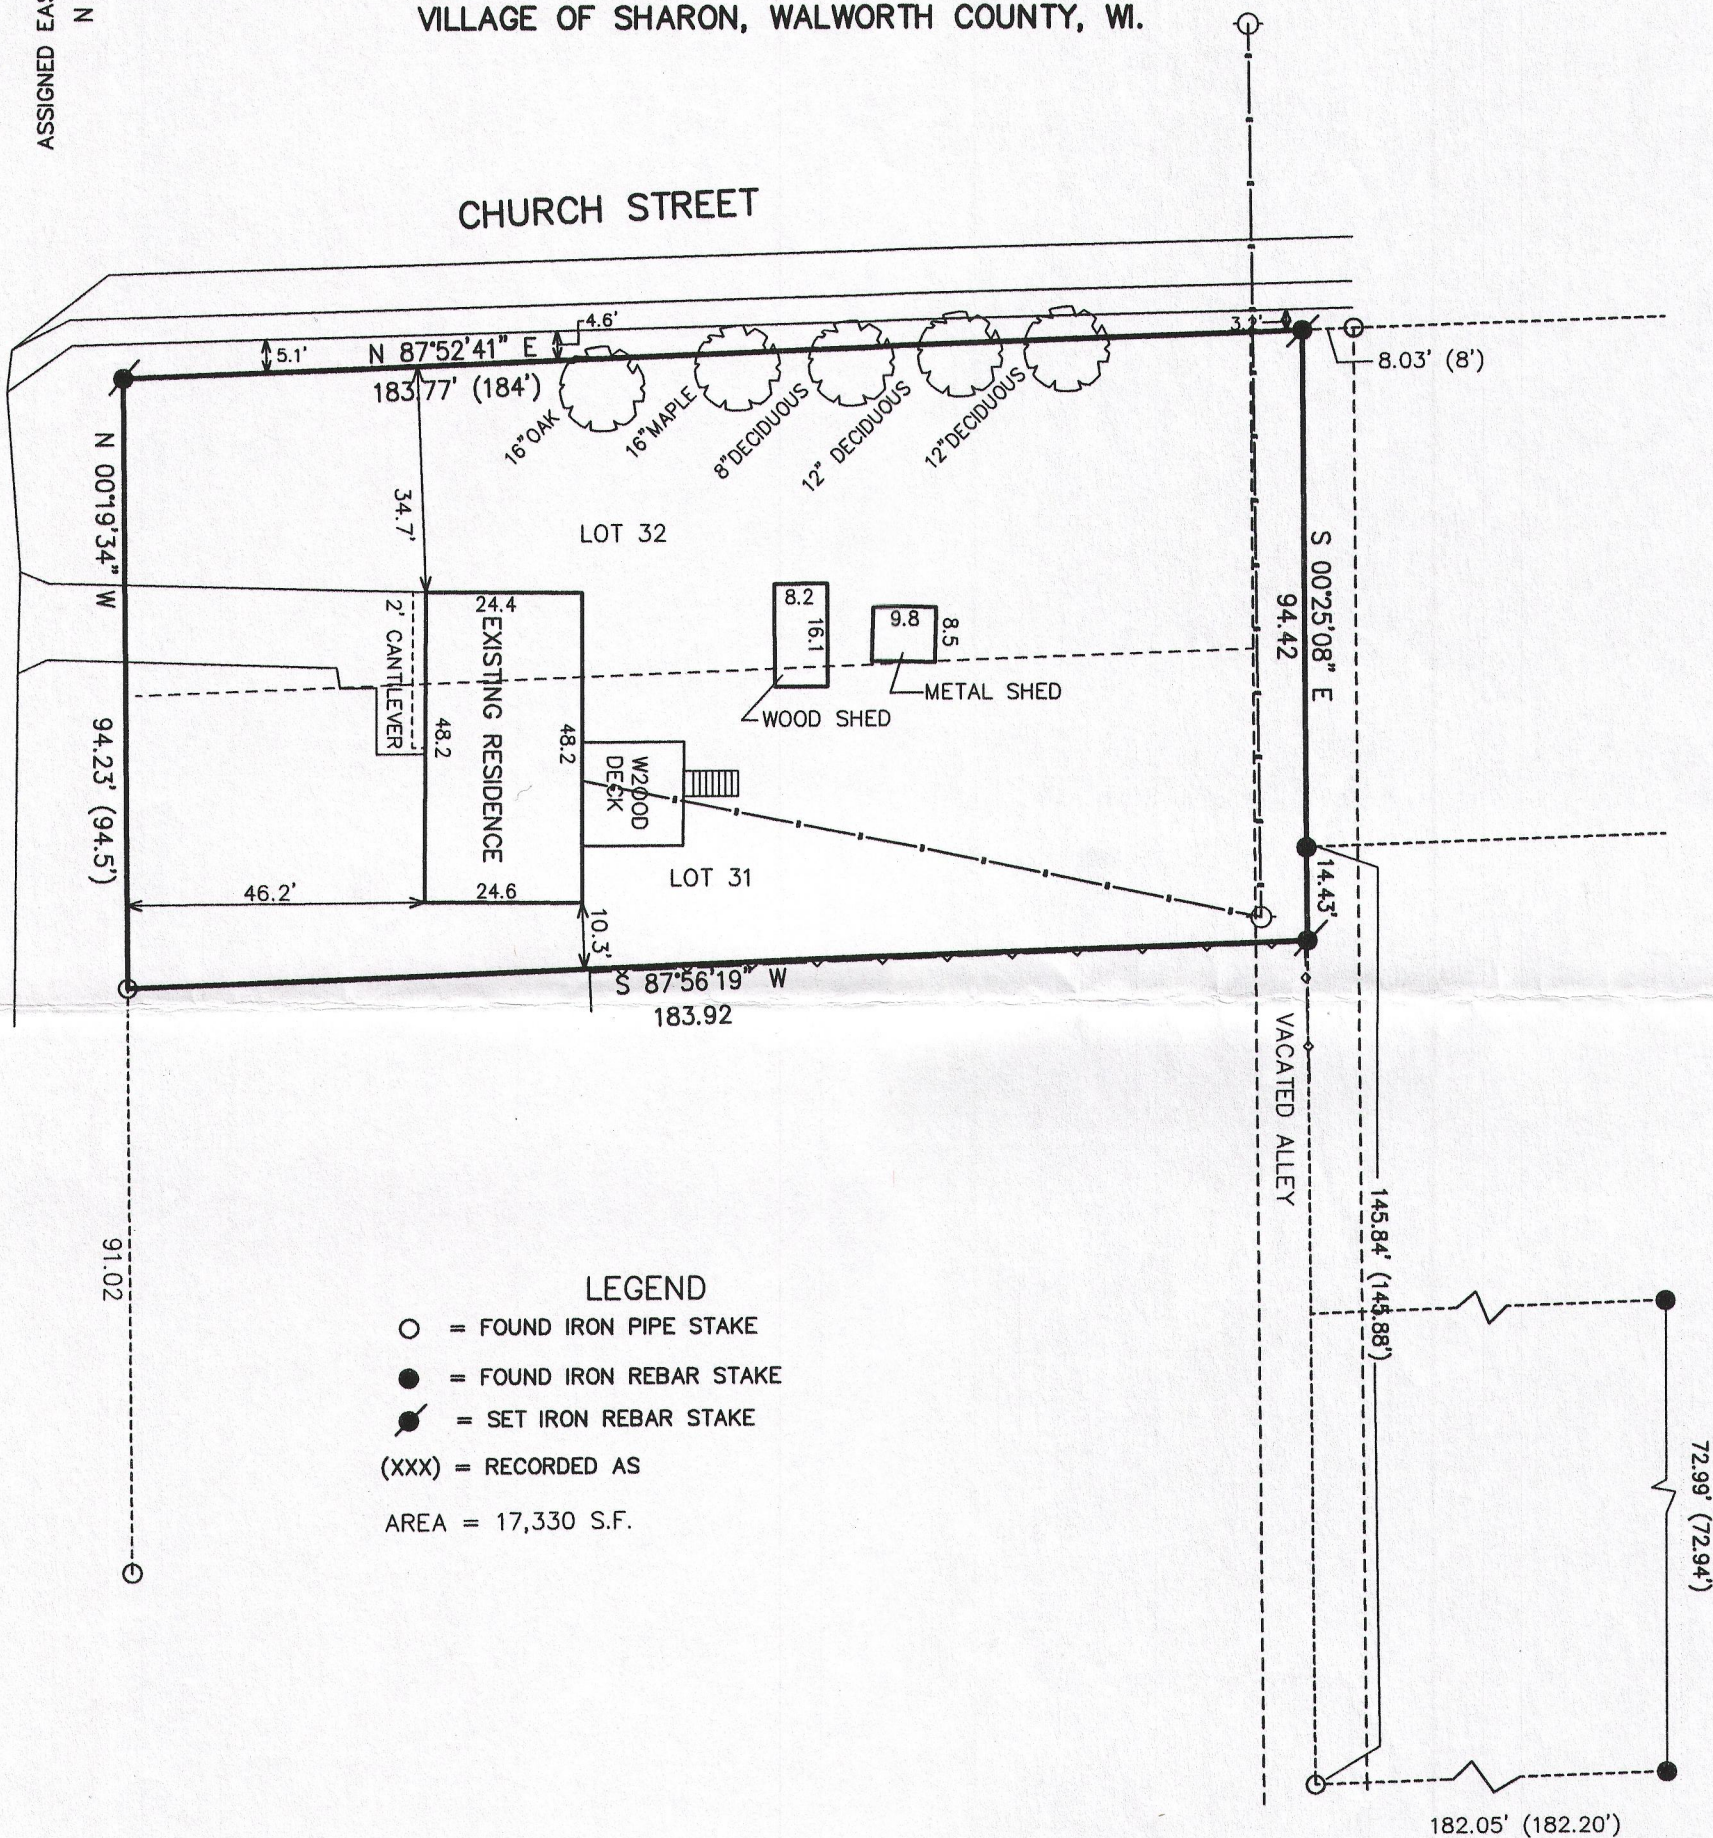 VILLAGE OF SHARON, WALWORTH COUNTY, WI.
ASSIGNED EAS
N
CHURCH STREET
4.6'
3.2'
5.1'
N 87°52'41" E
183.77' (184')
8.03' (8')
16"OAK
16"MAPLE
8"DECIDUOUS
12" DECIDUOUS
12"DECIDUOUS
N 00°19'34" W
94.23' (94.5')
34.7'
LOT 32
S 00°25'08" E
94.42
2' CANTILEVER
24.4
EXISTING RESIDENCE
48.2
48.2
24.6
8.2
16.1
9.8
8.5
METAL SHED
WOOD SHED
W200D
DECK
LOT 31
14.43'
46.2'
10.3'
S 87°56'19" W
183.92
VACATED ALLEY
145.84' (145.88')
91.02
LEGEND
= FOUND IRON PIPE STAKE
= FOUND IRON REBAR STAKE
= SET IRON REBAR STAKE
(XXX) = RECORDED AS
AREA = 17,330 S.F.
72.99' (72.94')
182.05' (182.20')